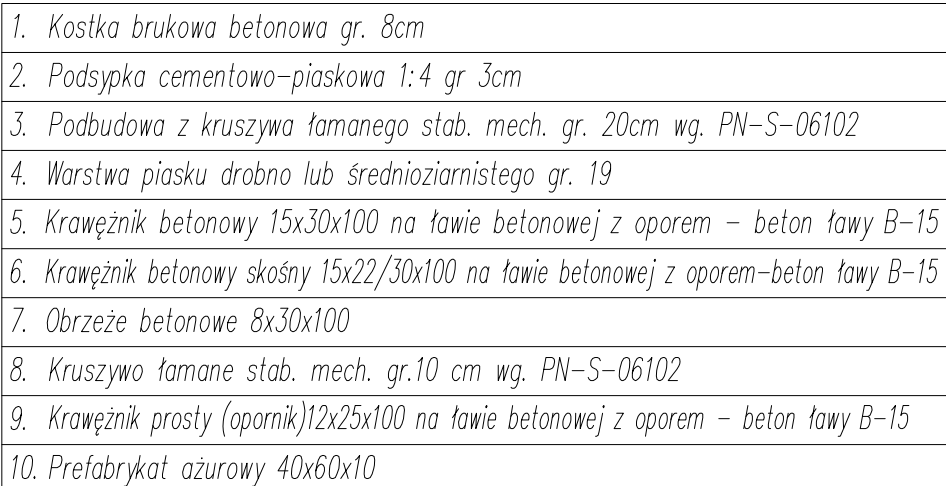 1. Kostka brukowa betonowa gr. 8cm
2. Podsypka cementowo-piaskowa 1:4 gr 3cm
3. Podbudowa z kruszywa łamanego stab. mech. gr. 20cm wg. PN-S-06102
4. Warstwa piasku drobno lub średnioziarnistego gr. 19
5. Krawężnik betonowy 15x30x100 na ławie betonowej z oporem - beton ławy B-15
6. Krawężnik betonowy skośny 15x22/30x100 na ławie betonowej z oporem-beton ławy B-15
7. Obrzeże betonowe 8x30x100
8. Kruszywo łamane stab. mech. gr.10 cm wg. PN-S-06102
9. Krawężnik prosty (opornik)12x25x100 na ławie betonowej z oporem - beton ławy B-15
10. Prefabrykat ażurowy 40x60x10